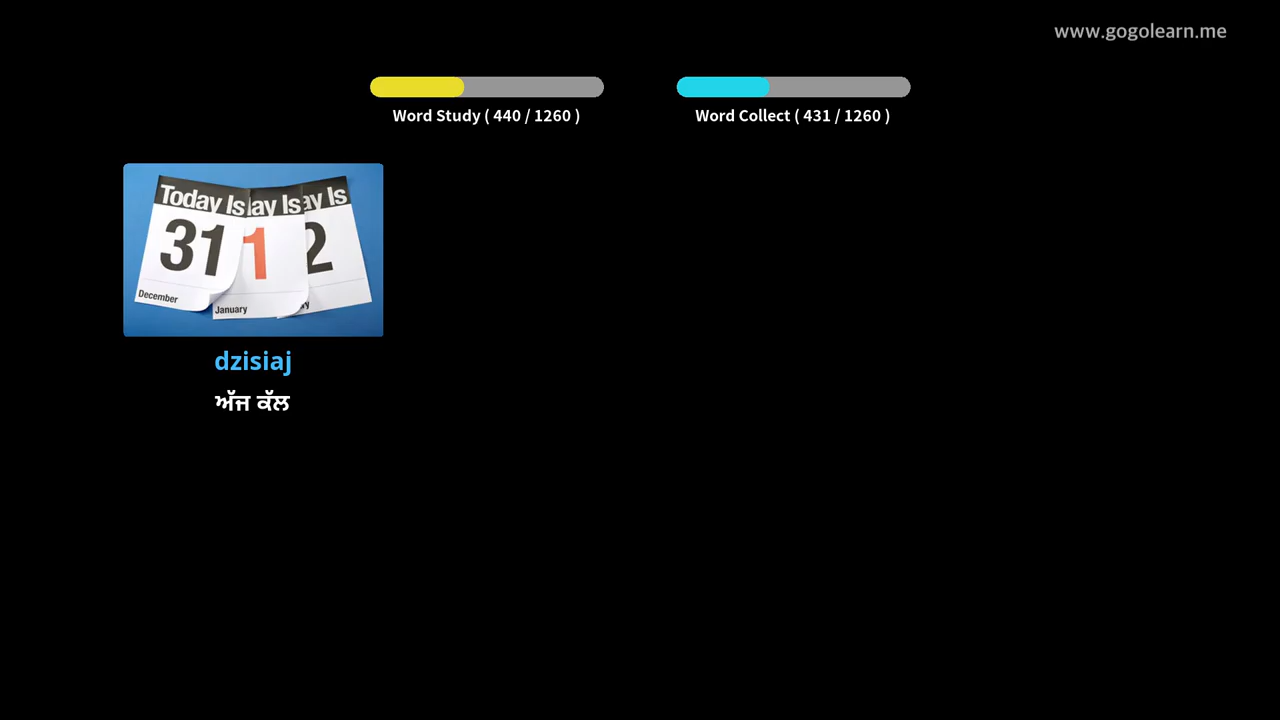 www.gogolearn.me
Word Study ( 440 / 1260 )
Word Collect ( 431 / 1260 )
Today Is
ay Is
ay Is
31
1
2
December
January
dzisiaj
ਅੱਜ ਕੱਲ